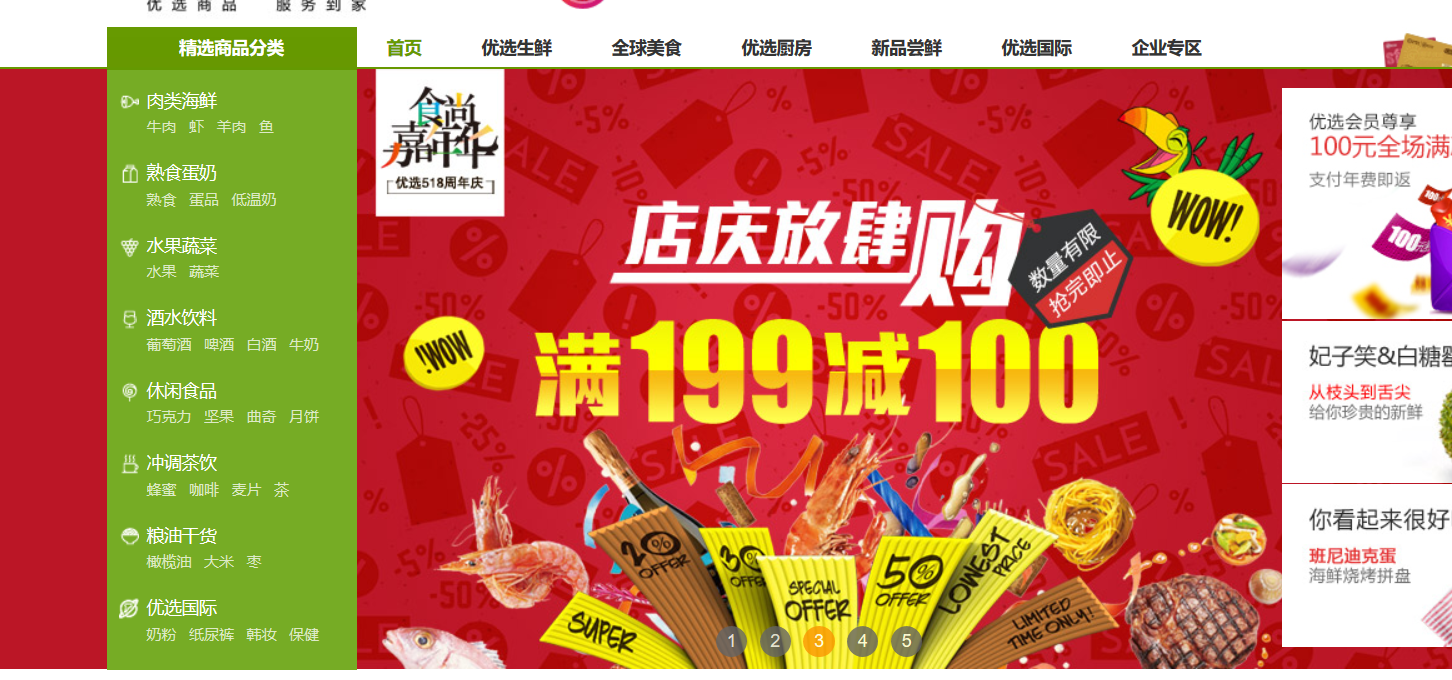 优选商品 服务到家
精选商品分类
首页 优选生鲜 全球美食 优选厨房 新品尝鲜 优选国际 企业专区
肉类海鲜
牛肉 虾 羊肉 鱼
熟食蛋奶
熟食 蛋品 低温奶
水果蔬菜
水果 蔬菜
酒水饮料
葡萄酒 啤酒 白酒 牛奶
休闲食品
巧克力 坚果 曲奇 月饼
冲调茶饮
蜂蜜 咖啡 麦片 茶
粮油干货
橄榄油 大米 枣
优选国际
奶粉 纸尿裤 韩妆 保健
食尚
嘉年华
优选518周年庆
店庆放肆购
数量有限
抢完即止
满199减100
WOW!
WOW!
20% OFFER
30% OFFER
SPECIAL OFFER
50% OFFER
LOWEST PRICE
SUPER
LIMITED TIME ONLY!
1 2 3 4 5
优选会员尊享
100元全场满
支付年费即返
100
100
妃子笑&白糖罂
从枝头到舌尖
给你珍贵的新鲜
你看起来很好
班尼迪克蛋
海鲜烧烤拼盘